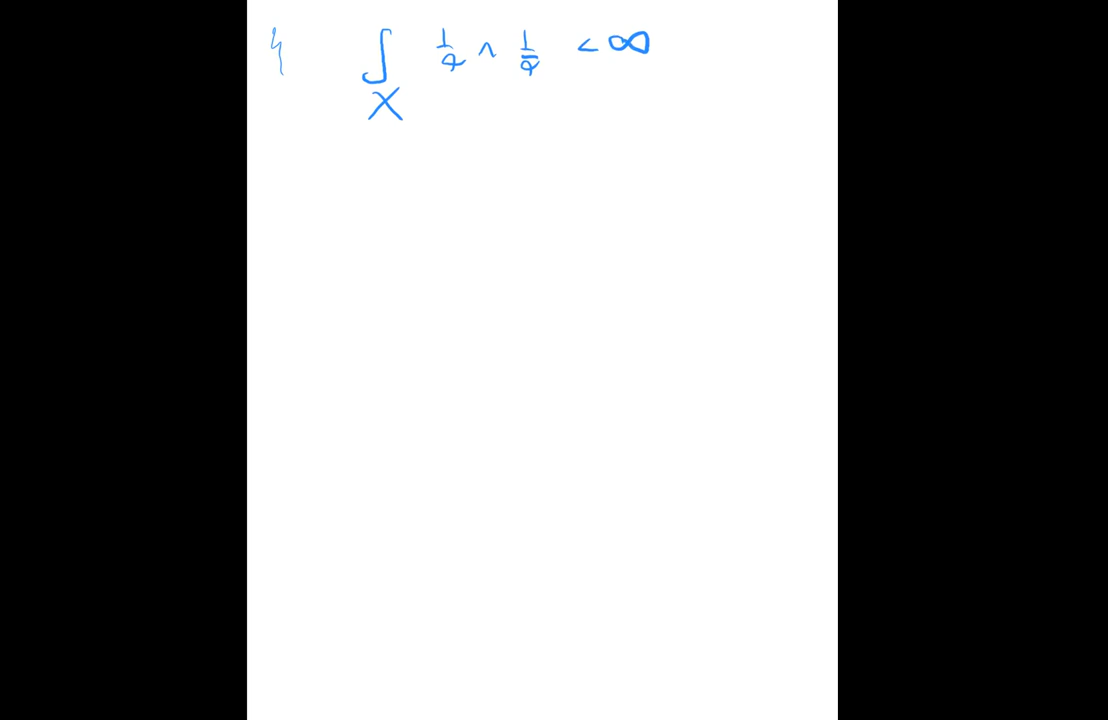 ∫_X 1/α ∧ 1/ᾱ < ∞